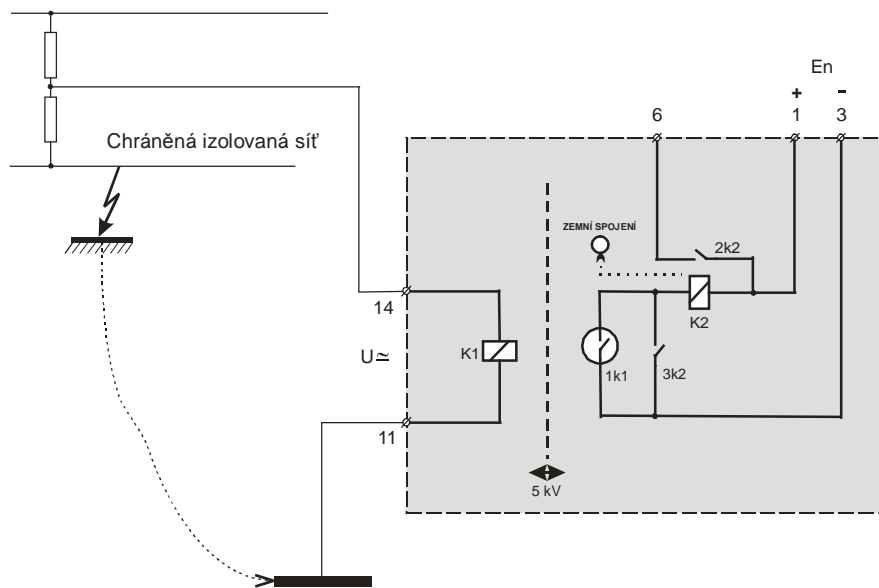 En
+ -
6 1 3
Chráněná izolovaná síť
ZEMNÍ SPOJENÍ
2k2
14
K2
U≃
K1
1k1
3k2
11
5 kV